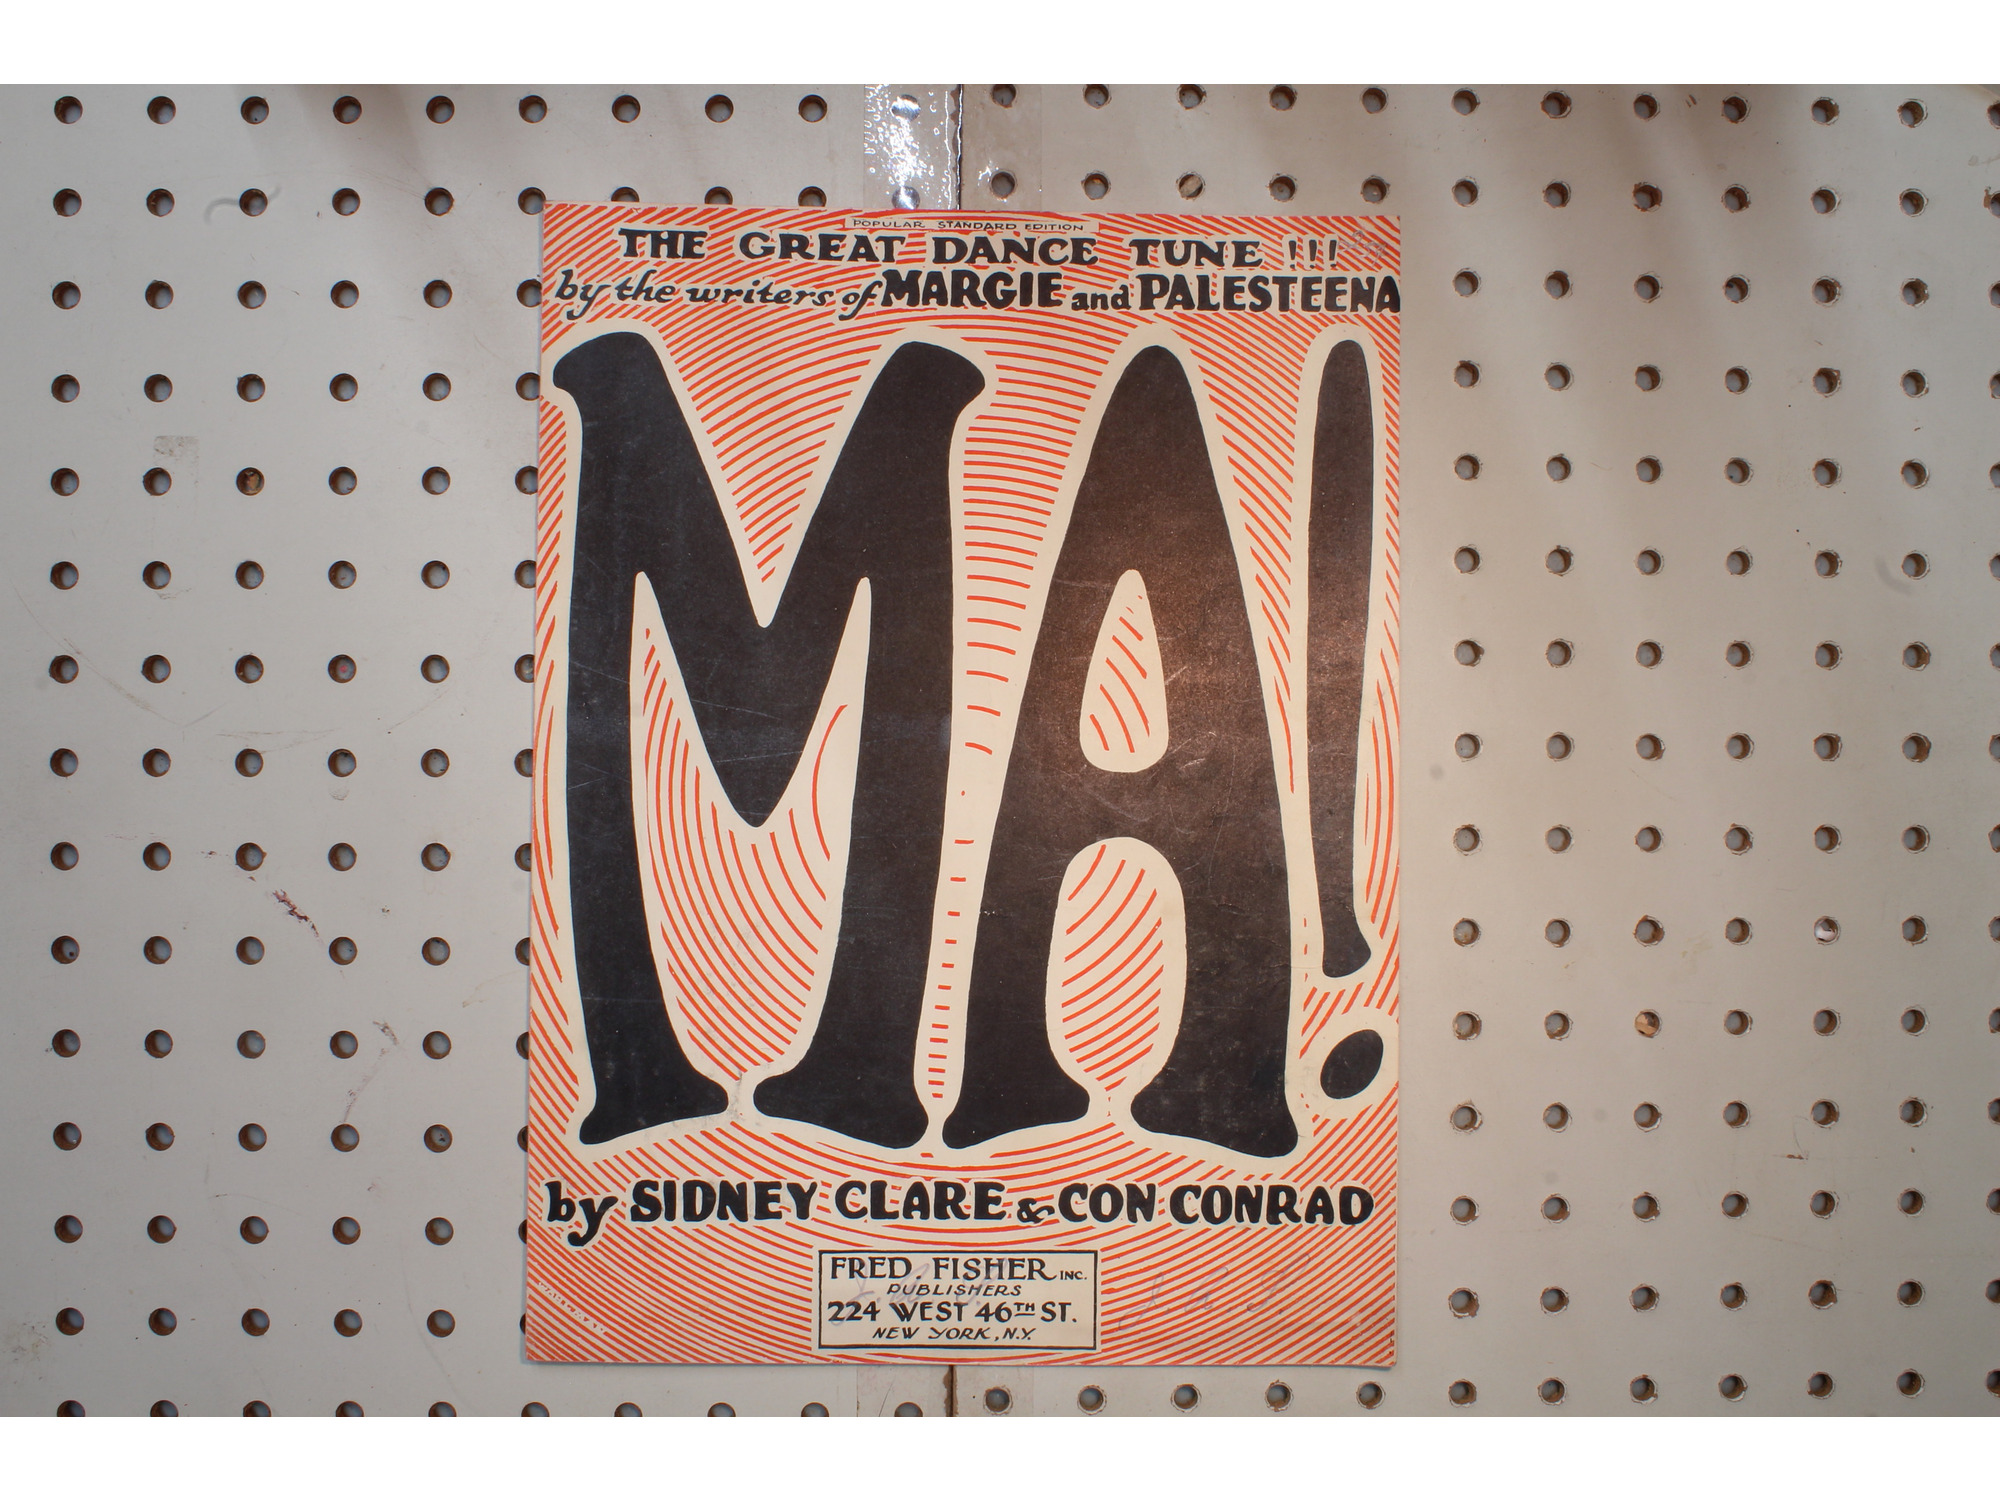 POPULAR STANDARD EDITION
THE GREAT DANCE TUNE !!!
by the writers of MARGIE and PALESTEENA
MA!
by SIDNEY CLARE & CON CONRAD
FRED. FISHER INC.
PUBLISHERS
224 WEST 46TH ST.
NEW YORK, N.Y.